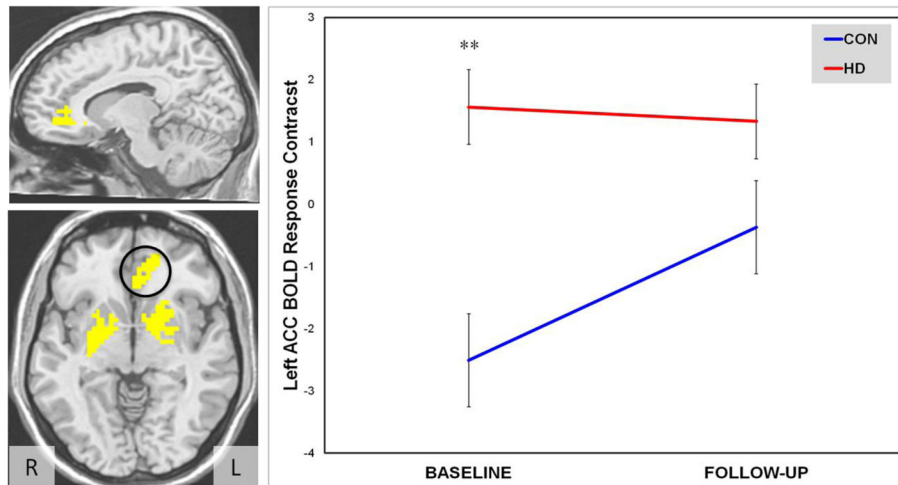 R
L
Left ACC BOLD Response Contracst
3
2
1
0
-1
-2
-3
-4
**
CON
HD
BASELINE
FOLLOW-UP